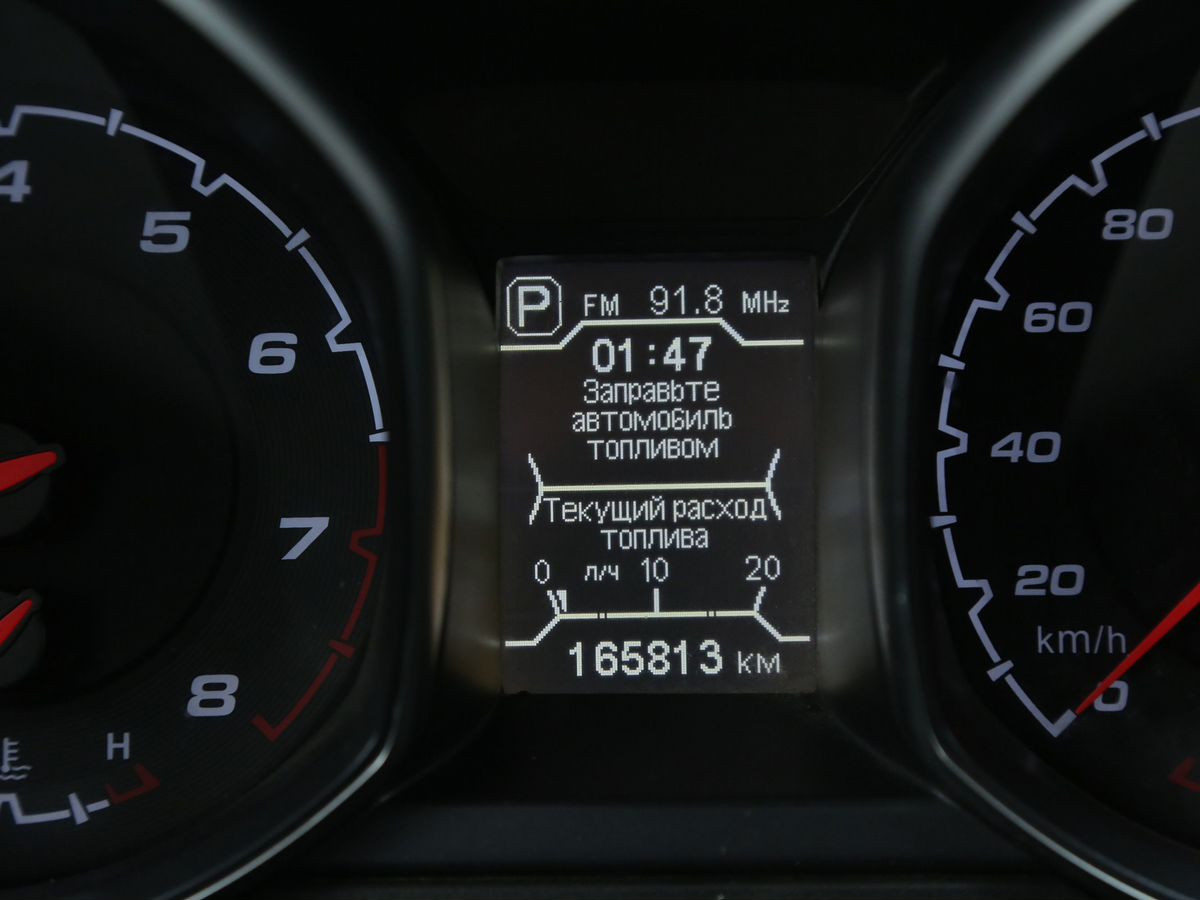 4
5
6
7
8
H
P FM 91.8 MHz
01:47
Заправьте
автомобиль
топливом
Текущий расход
топлива
0 л/ч 10 20
165813 км
80
60
40
20
km/h
0